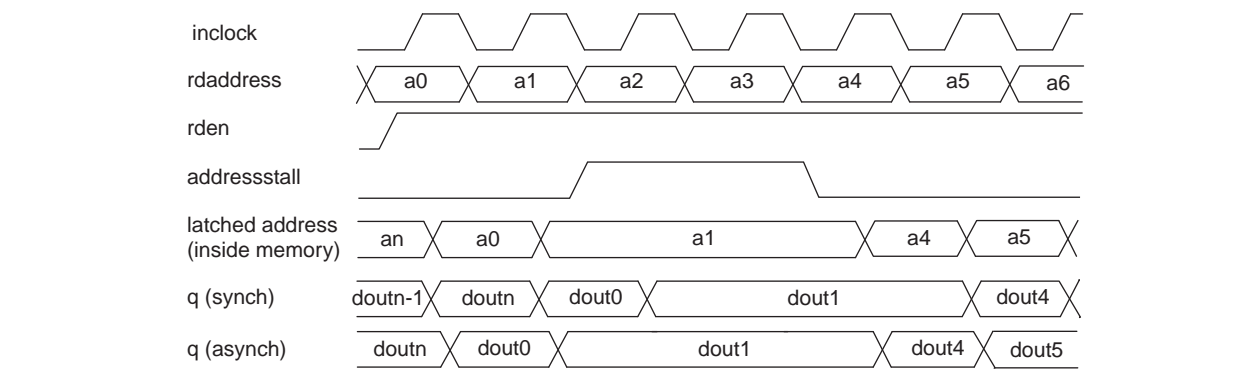 inclock
rdaddress a0 a1 a2 a3 a4 a5 a6
rden
addressstall
latched address
(inside memory) an a0 a1 a4 a5
q (synch) doutn-1 doutn dout0 dout1 dout4
q (asynch) doutn dout0 dout1 dout4 dout5